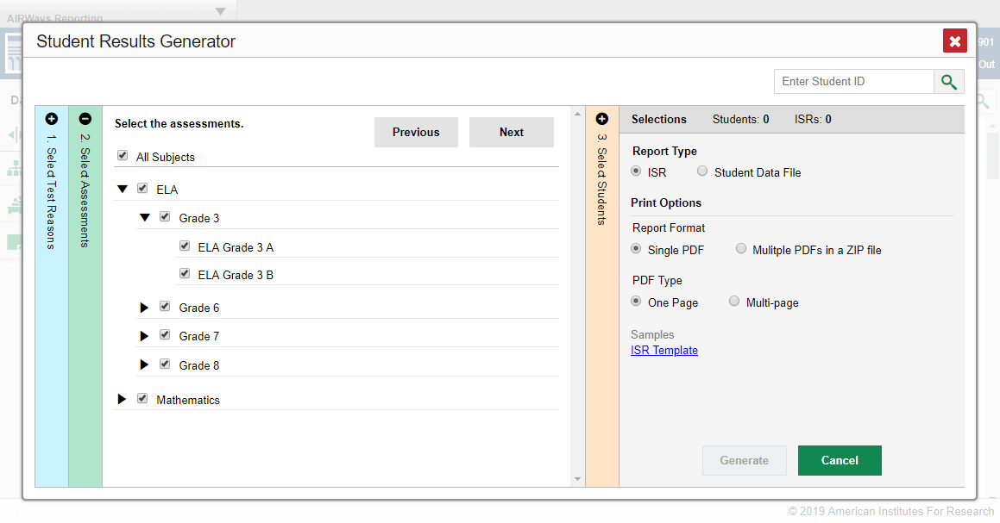 AIRWays Reporting
Student Results Generator
901
Out
Enter Student ID
Da
1. Select Test Reasons
2. Select Assessments
Select the assessments.
Previous
Next
All Subjects
ELA
Grade 3
ELA Grade 3 A
ELA Grade 3 B
Grade 6
Grade 7
Grade 8
Mathematics
3. Select Students
Selections Students: 0 ISRs: 0
Report Type
ISR Student Data File
Print Options
Report Format
Single PDF Mulitple PDFs in a ZIP file
PDF Type
One Page Multi-page
Samples
ISR Template
Generate Cancel
© 2019 American Institutes For Research